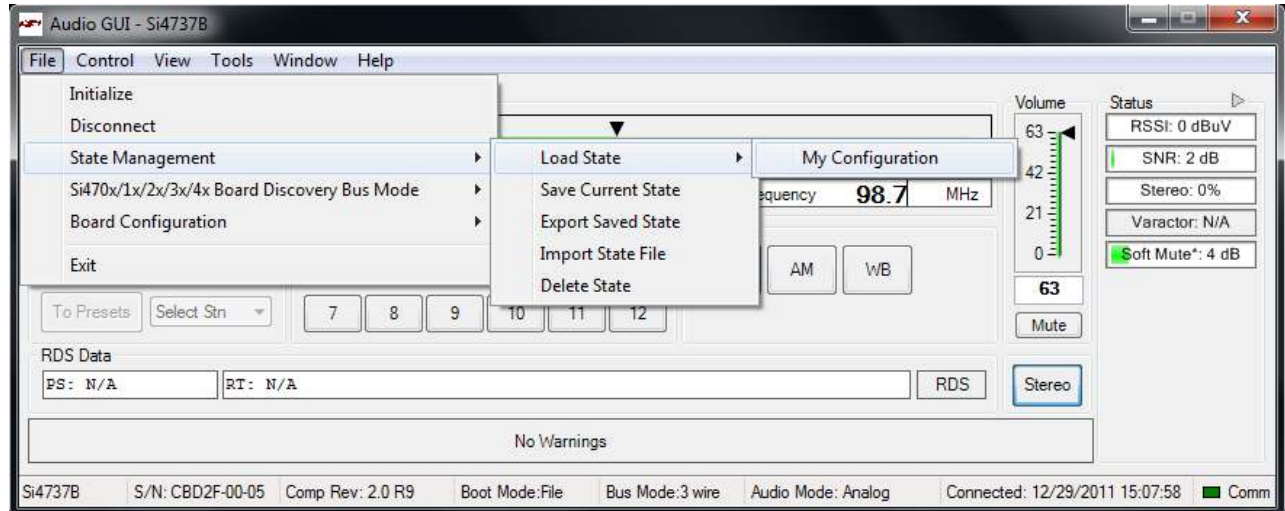 Audio GUI - Si4737B
File Control View Tools Window Help
Initialize
Disconnect
State Management
Si470x/1x/2x/3x/4x Board Discovery Bus Mode
Board Configuration
Exit
Load State
Save Current State
Export Saved State
Import State File
Delete State
My Configuration
equency 98.7 MHz
AM WB
To Presets Select Stn 7 8 9 10 11 12
Volume
63
42
21
0
63
Mute
Stereo
Status
RSSI: 0 dBuV
SNR: 2 dB
Stereo: 0%
Varactor: N/A
Soft Mute*: 4 dB
RDS Data
PS: N/A RT: N/A RDS
No Warnings
Si4737B S/N: CBD2F-00-05 Comp Rev: 2.0 R9 Boot Mode:File Bus Mode:3 wire Audio Mode: Analog Connected: 12/29/2011 15:07:58 Comm